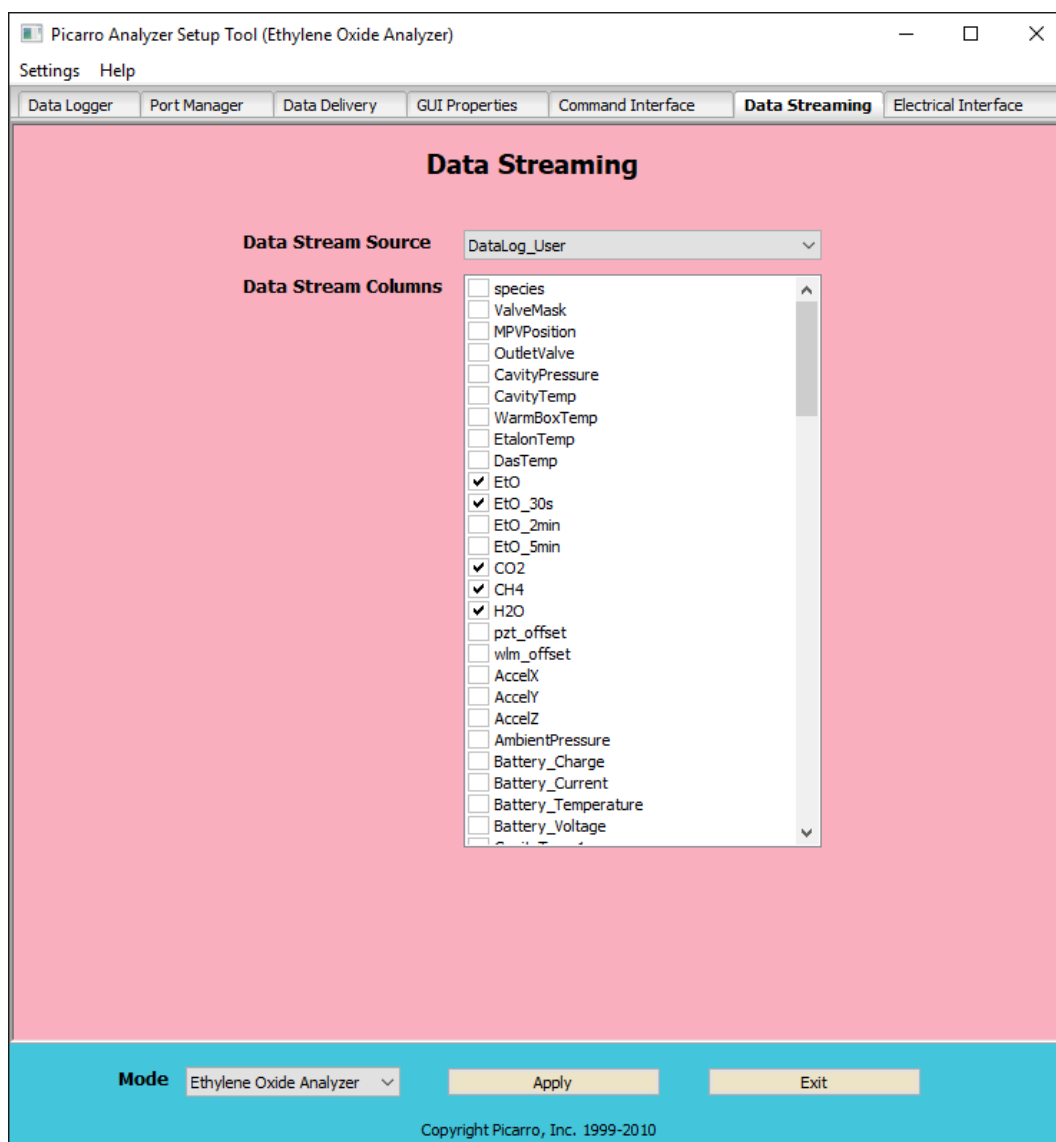 Picarro Analyzer Setup Tool (Ethylene Oxide Analyzer)
Settings Help
Data Logger Port Manager Data Delivery GUI Properties Command Interface Data Streaming Electrical Interface
Data Streaming
Data Stream Source DataLog_User
Data Stream Columns
species
ValveMask
MPVPosition
OutletValve
CavityPressure
CavityTemp
WarmBoxTemp
EtalonTemp
DasTemp
EtO
EtO_30s
EtO_2min
EtO_5min
CO2
CH4
H2O
pzt_offset
wlm_offset
AccelX
AccelY
AccelZ
AmbientPressure
Battery_Charge
Battery_Current
Battery_Temperature
Battery_Voltage
Mode Ethylene Oxide Analyzer Apply Exit
Copyright Picarro, Inc. 1999-2010